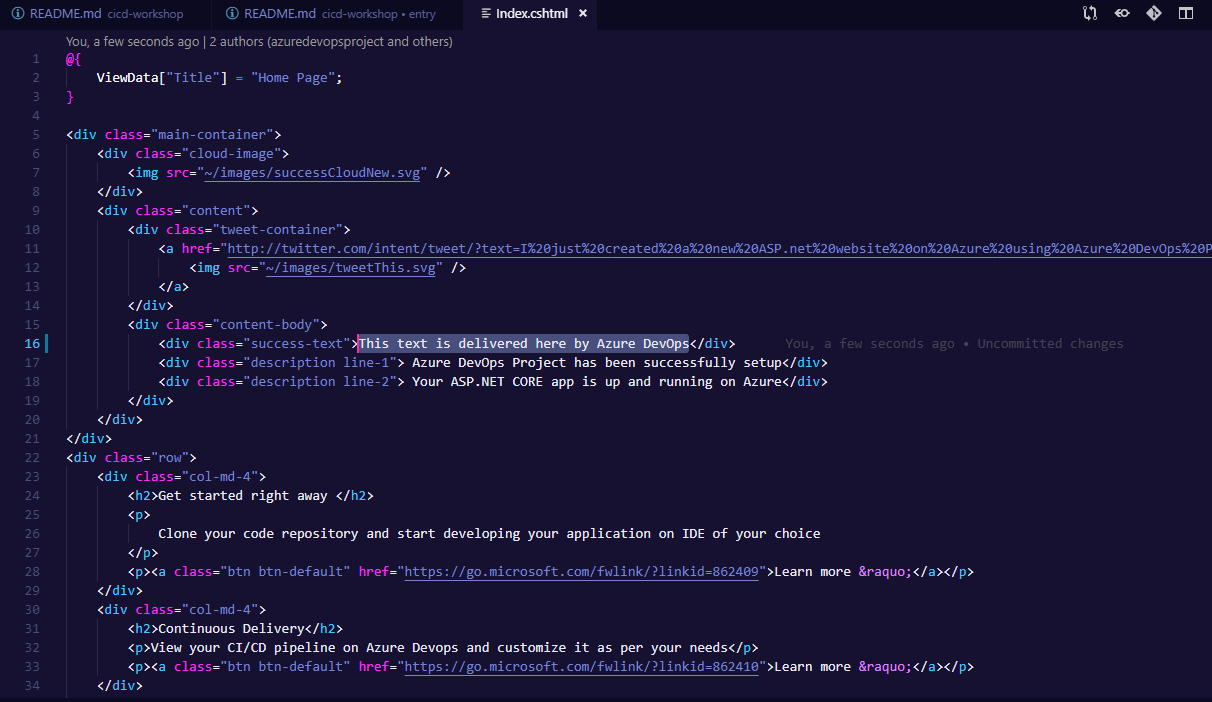 README.md cicd-workshop README.md cicd-workshop • entry Index.cshtml ×
You, a few seconds ago | 2 authors (azuredevopsproject and others)
1 @{
2 ViewData["Title"] = "Home Page";
3 }
4
5 <div class="main-container">
6 <div class="cloud-image">
7 <img src="~/images/successCloudNew.svg" />
8 </div>
9 <div class="content">
10 <div class="tweet-container">
11 <a href="http://twitter.com/intent/tweet/?text=I%20just%20created%20a%20new%20ASP.net%20website%20on%20Azure%20using%20Azure%20DevOps%20P
12 <img src="~/images/tweetThis.svg" />
13 </a>
14 </div>
15 <div class="content-body">
16 <div class="success-text">This text is delivered here by Azure DevOps</div> You, a few seconds ago • Uncommitted changes
17 <div class="description line-1"> Azure DevOps Project has been successfully setup</div>
18 <div class="description line-2"> Your ASP.NET CORE app is up and running on Azure</div>
19 </div>
20 </div>
21 </div>
22 <div class="row">
23 <div class="col-md-4">
24 <h2>Get started right away </h2>
25 <p>
26 Clone your code repository and start developing your application on IDE of your choice
27 </p>
28 <p><a class="btn btn-default" href="https://go.microsoft.com/fwlink/?linkid=862409">Learn more &raquo;</a></p>
29 </div>
30 <div class="col-md-4">
31 <h2>Continuous Delivery</h2>
32 <p>View your CI/CD pipeline on Azure Devops and customize it as per your needs</p>
33 <p><a class="btn btn-default" href="https://go.microsoft.com/fwlink/?linkid=862410">Learn more &raquo;</a></p>
34 </div>